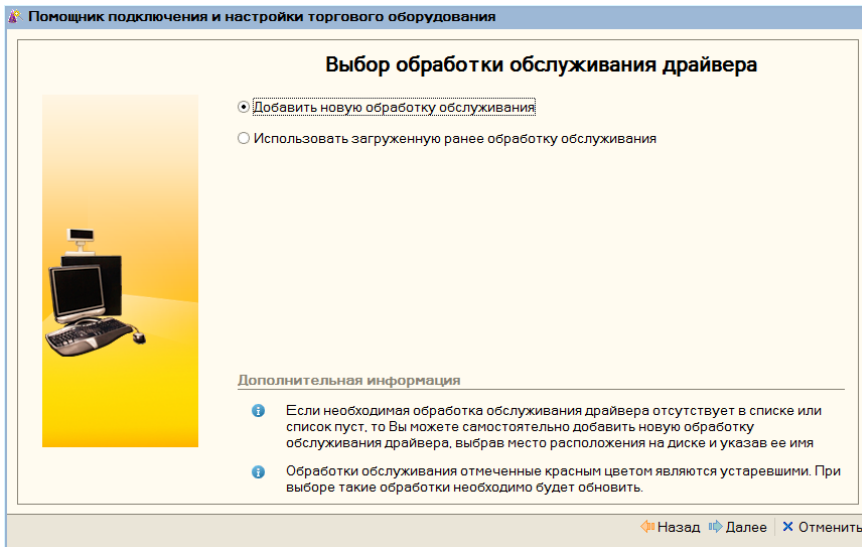 Помощник подключения и настройки торгового оборудования
Выбор обработки обслуживания драйвера
Добавить новую обработку обслуживания
Использовать загруженную ранее обработку обслуживания
Дополнительная информация
Если необходимая обработка обслуживания драйвера отсутствует в списке или
список пуст, то Вы можете самостоятельно добавить новую обработку
обслуживания драйвера, выбрав место расположения на диске и указав ее имя
Обработки обслуживания отмеченные красным цветом являются устаревшими. При
выборе такие обработки необходимо будет обновить.
Назад Далее Отменить